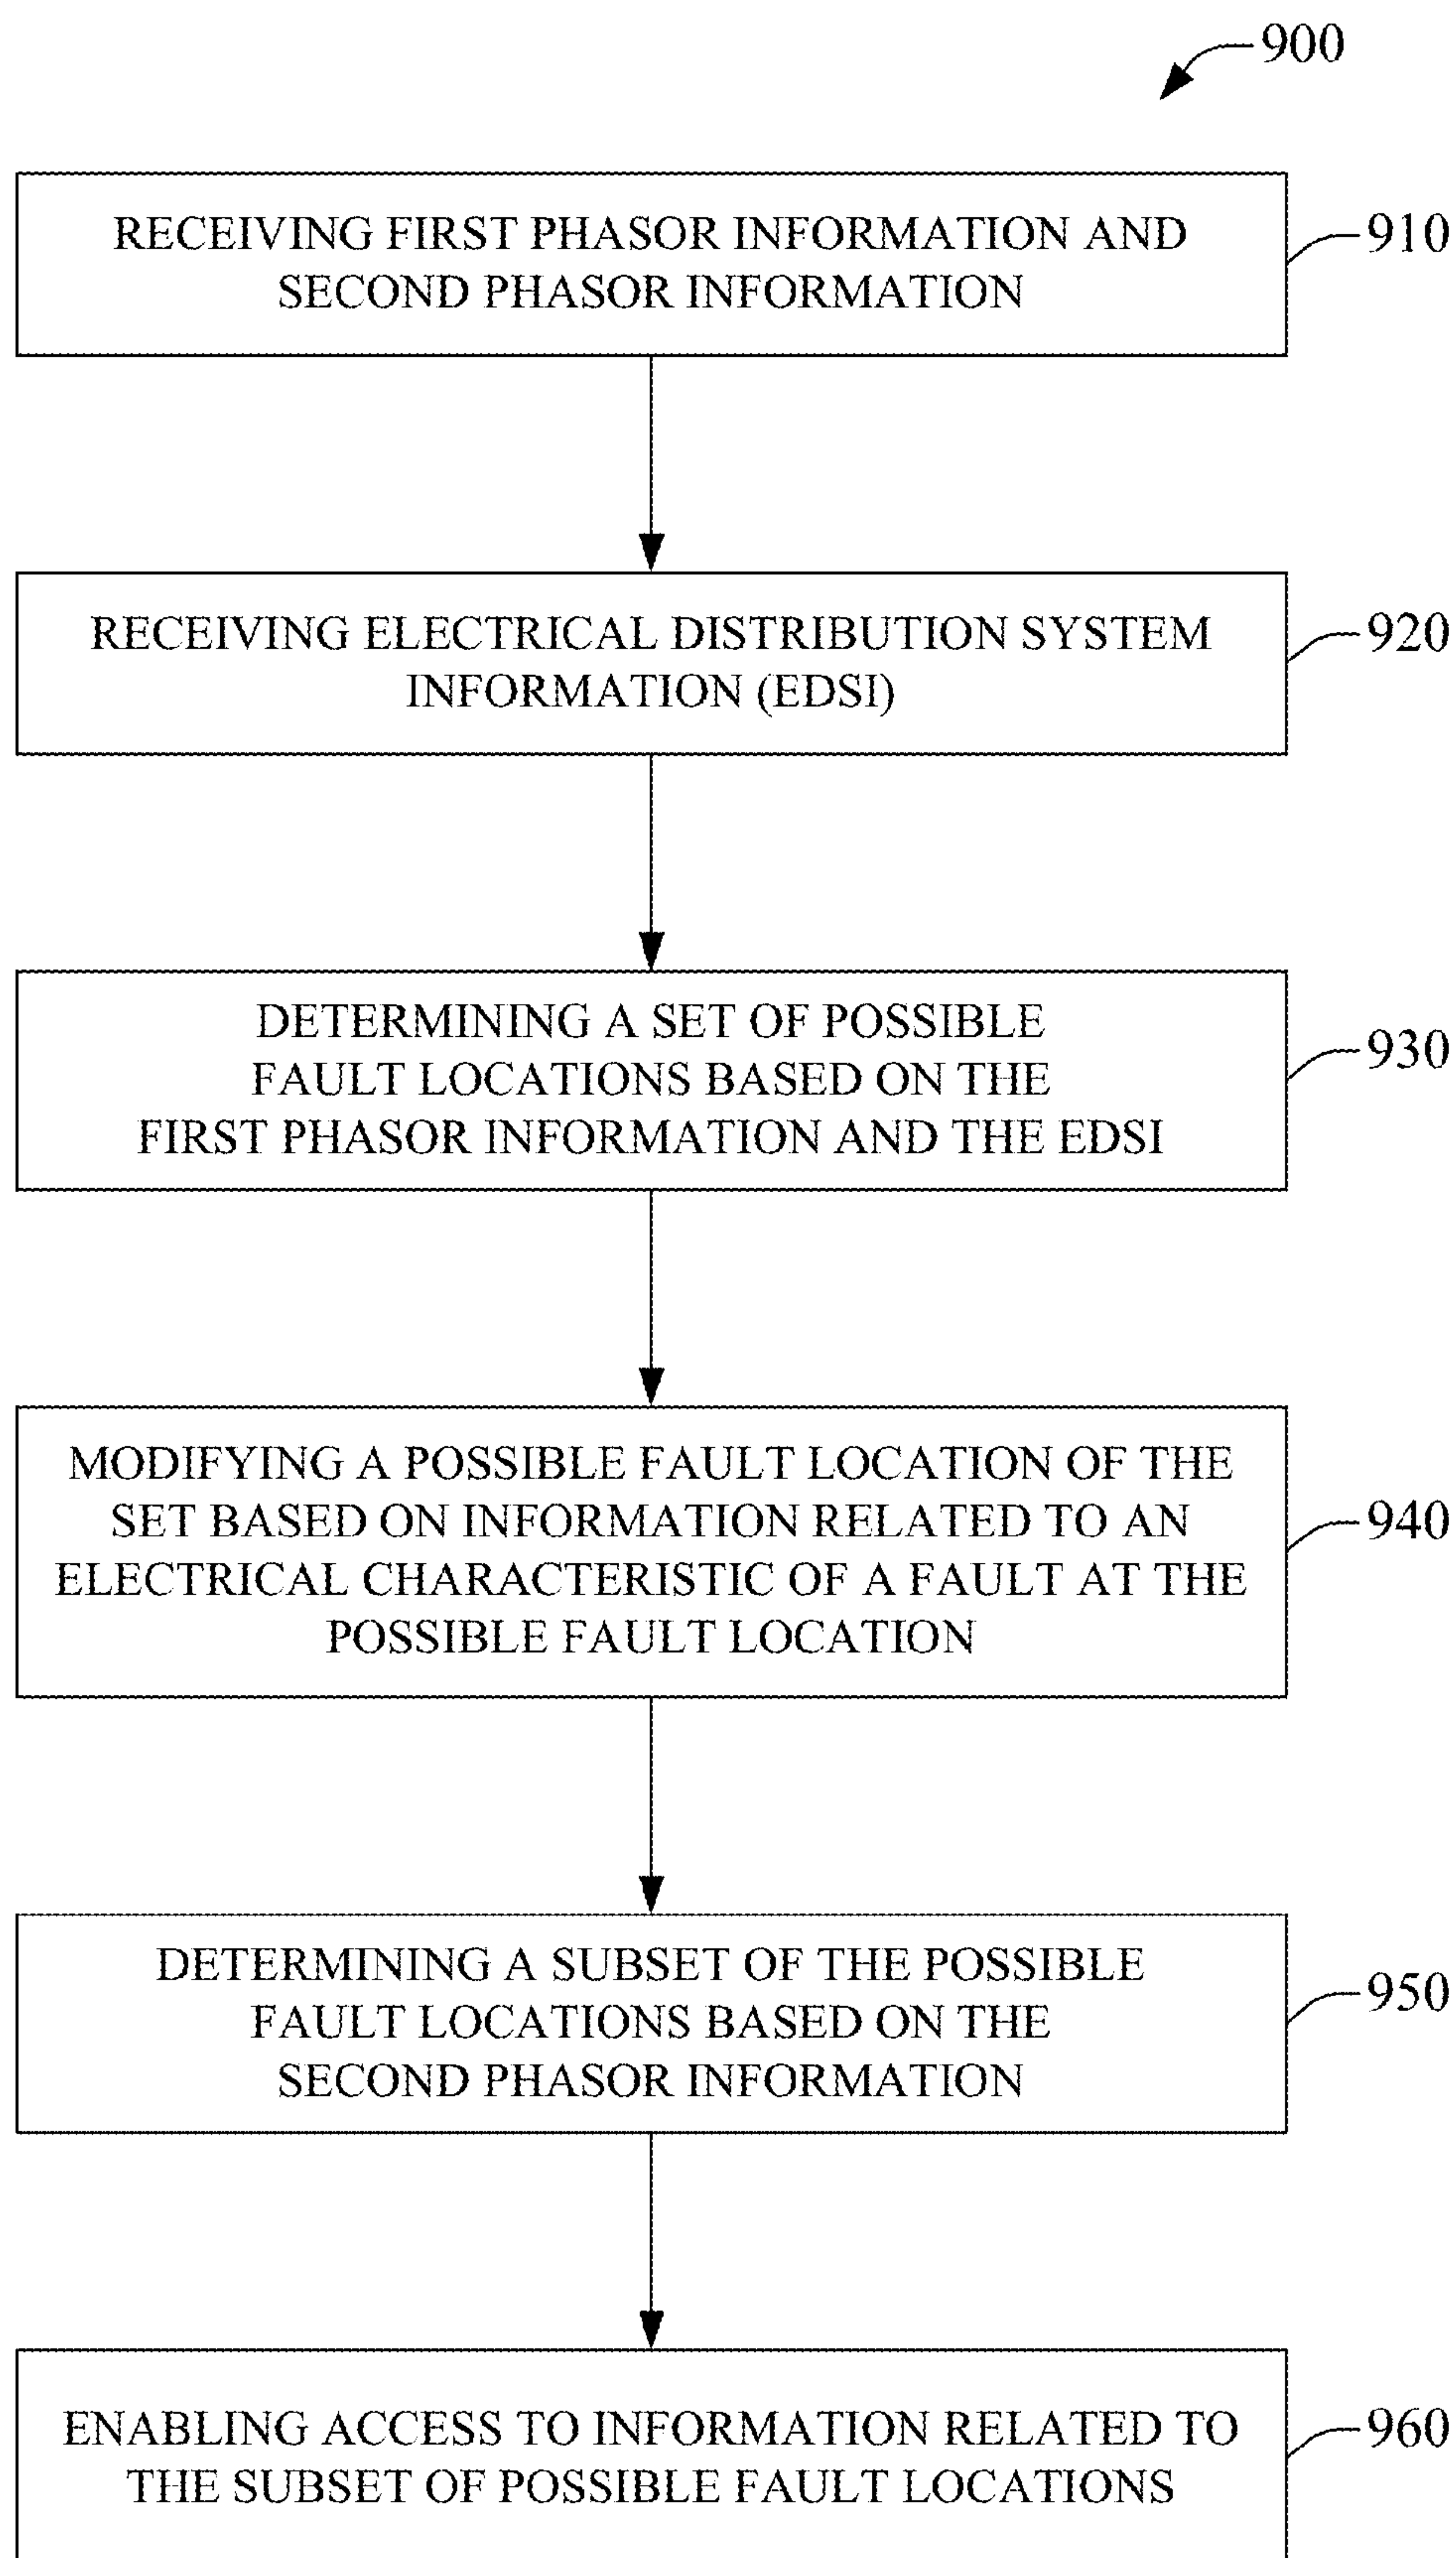 900
RECEIVING FIRST PHASOR INFORMATION AND
SECOND PHASOR INFORMATION
910
RECEIVING ELECTRICAL DISTRIBUTION SYSTEM
INFORMATION (EDSI)
920
DETERMINING A SET OF POSSIBLE
FAULT LOCATIONS BASED ON THE
FIRST PHASOR INFORMATION AND THE EDSI
930
MODIFYING A POSSIBLE FAULT LOCATION OF THE
SET BASED ON INFORMATION RELATED TO AN
ELECTRICAL CHARACTERISTIC OF A FAULT AT THE
POSSIBLE FAULT LOCATION
940
DETERMINING A SUBSET OF THE POSSIBLE
FAULT LOCATIONS BASED ON THE
SECOND PHASOR INFORMATION
950
ENABLING ACCESS TO INFORMATION RELATED TO
THE SUBSET OF POSSIBLE FAULT LOCATIONS
960